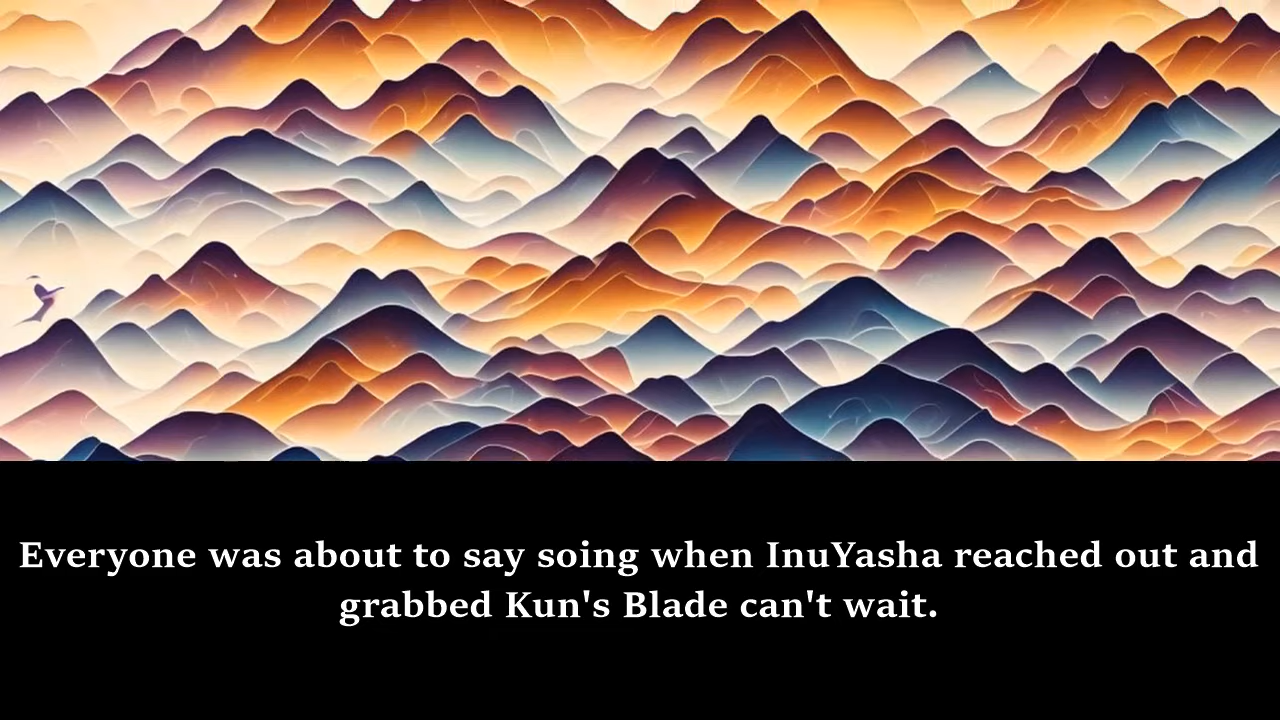 Everyone was about to say soing when InuYasha reached out and
grabbed Kun's Blade can't wait.